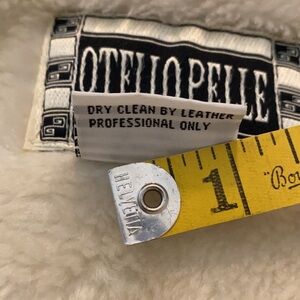 OTELLOPELLE
DRY CLEAN BY LEATHER
PROFESSIONAL ONLY
HELVETIA
1
"Bo